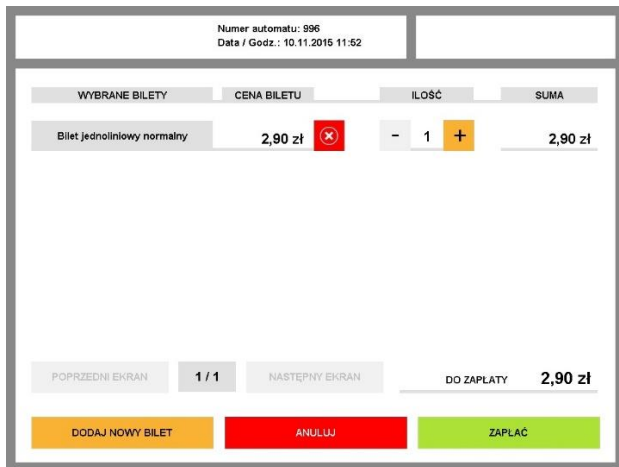 Numer automatu: 996
Data / Godz.: 10.11.2015 11:52
WYBRANE BILETY CENA BILETU ILOŚĆ SUMA
Bilet jednoliniowy normalny 2,90 zł - 1 + 2,90 zł
POPRZEDNI EKRAN 1 / 1 NASTĘPNY EKRAN DO ZAPŁATY 2,90 zł
DODAJ NOWY BILET ANULUJ ZAPŁAĆ